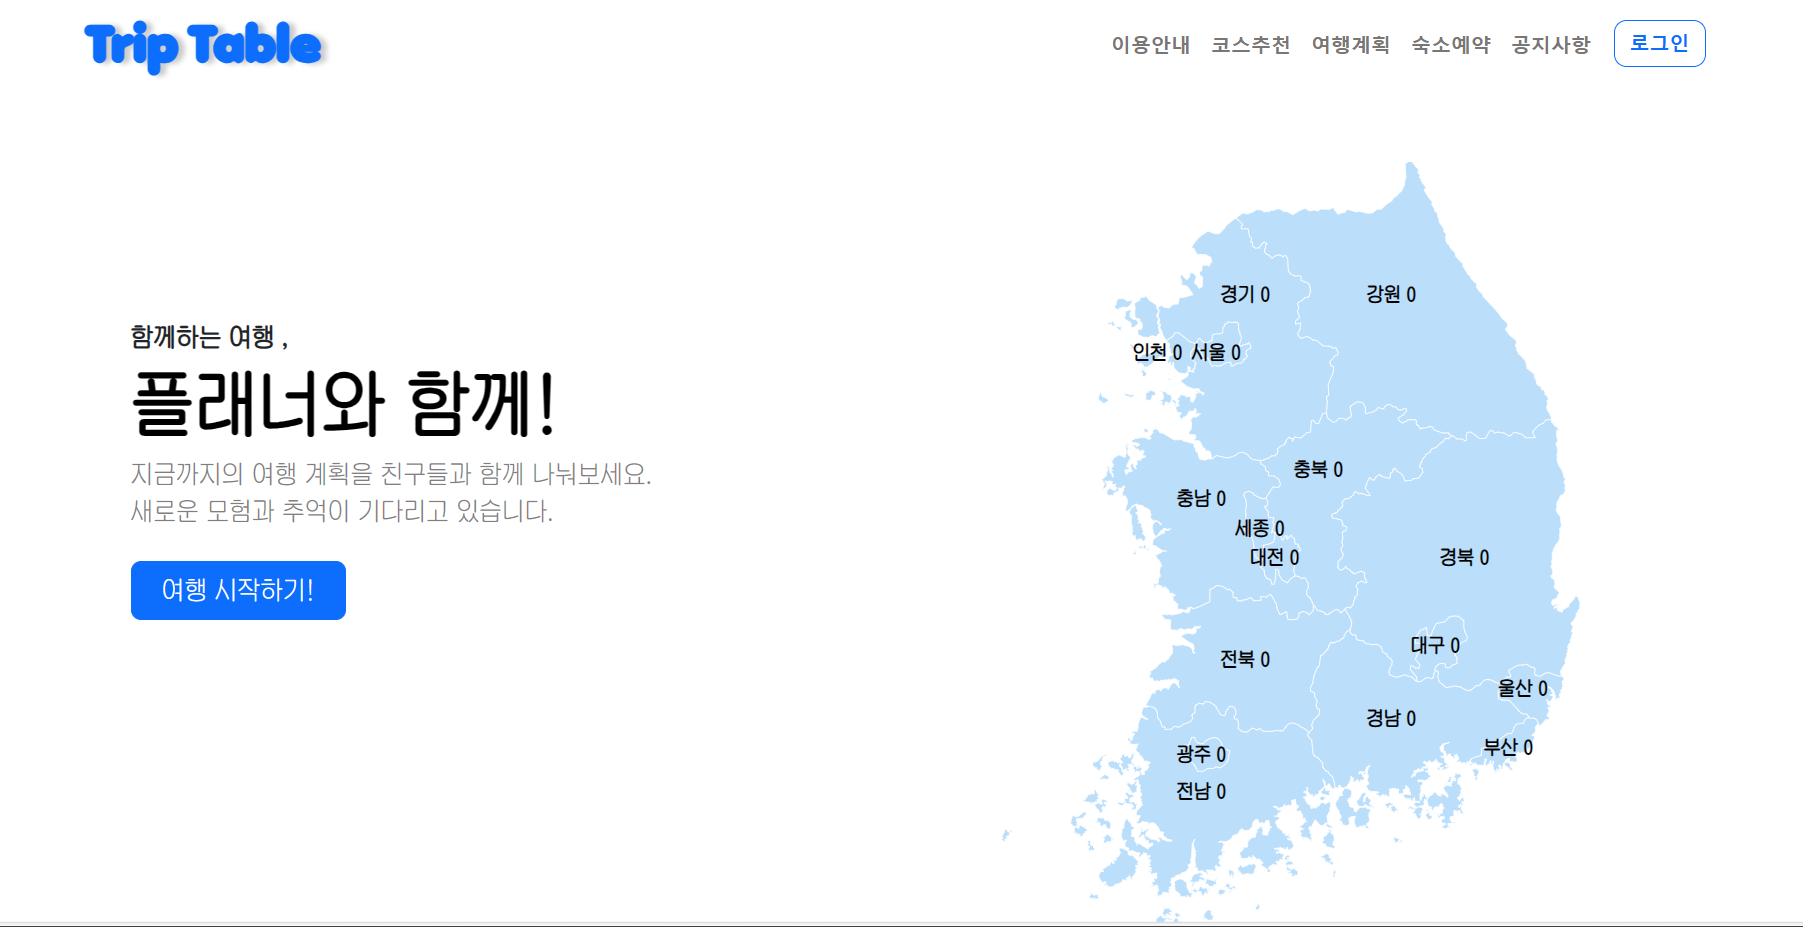 Trip Table
이용안내 코스추천 여행계획 숙소예약 공지사항 로그인
함께하는 여행 ,
플래너와 함께!
지금까지의 여행 계획을 친구들과 함께 나눠보세요.
새로운 모험과 추억이 기다리고 있습니다.
여행 시작하기!
경기 0
강원 0
인천 0
서울 0
충북 0
충남 0
세종 0
대전 0
경북 0
대구 0
전북 0
울산 0
경남 0
부산 0
광주 0
전남 0